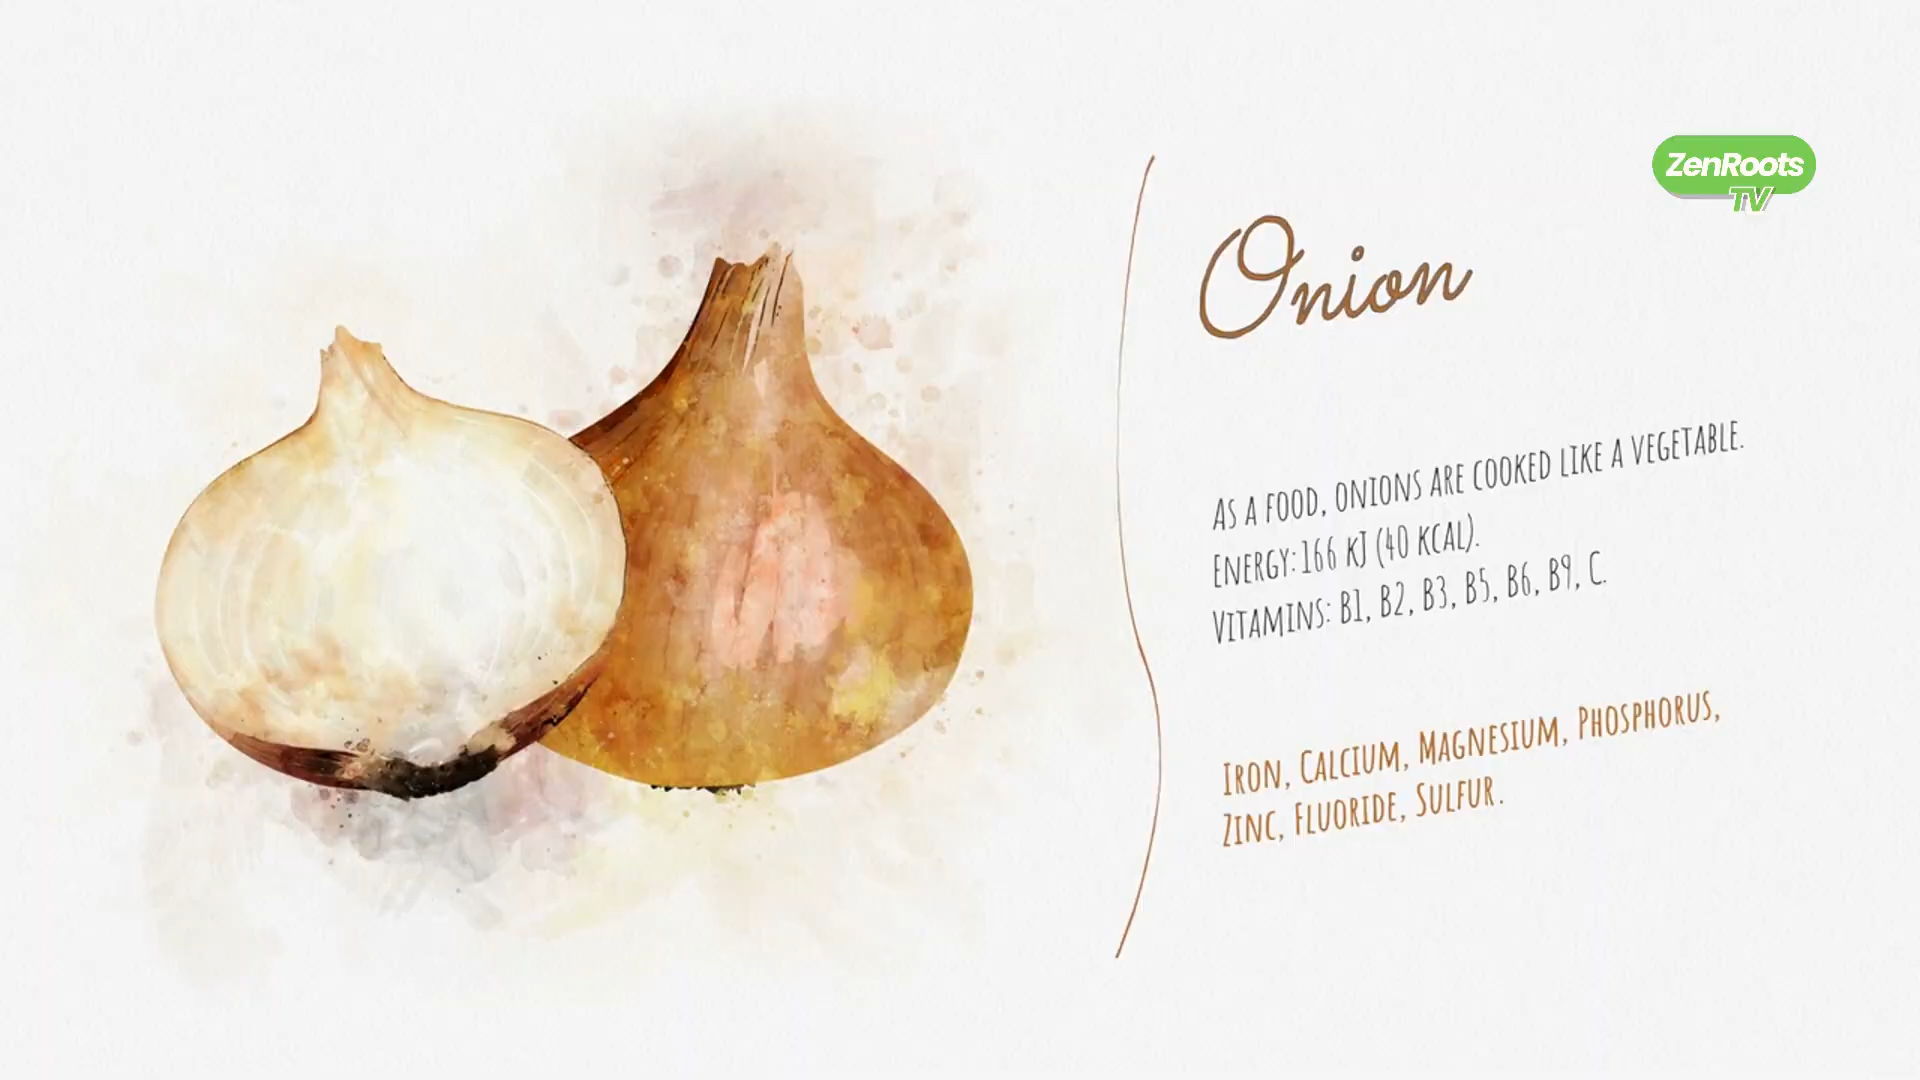 ZenRoots
TV
Onion
As a food, onions are cooked like a vegetable.
Energy: 166 kJ (40 kcal).
Vitamins: B1, B2, B3, B5, B6, B9, C.
Iron, Calcium, Magnesium, Phosphorus,
Zinc, Fluoride, Sulfur.